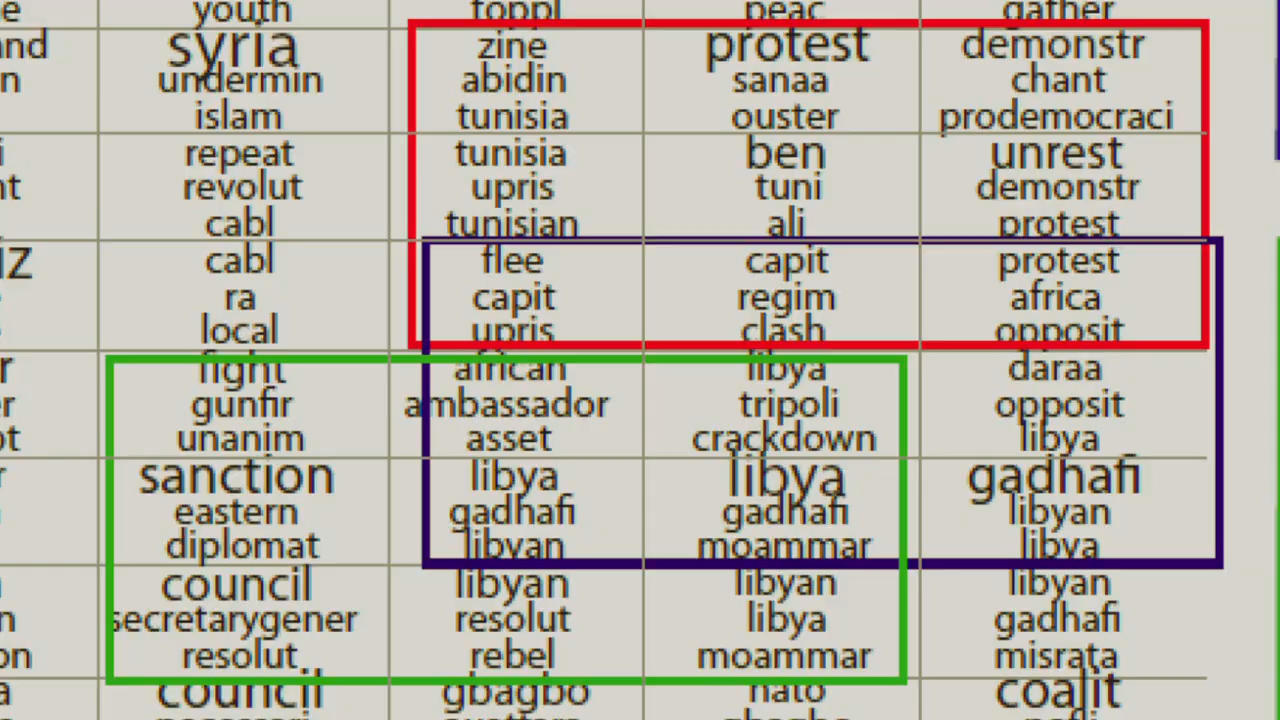 youth toppl peac gather
and syria zine protest demonstr
undermin abidin sanaa chant
islam tunisia ouster prodemocraci
repeat tunisia ben unrest
revolut upris tuni demonstr
cabl tunisian ali protest
cabl flee capit protest
ra capit regim africa
local upris clash opposit
fight african libya daraa
gunfir ambassador tripoli opposit
unanim asset crackdown libya
sanction libya libya gadhafi
eastern gadhafi gadhafi libyan
diplomat libyan moammar libya
council libyan libyan libyan
secretarygener resolut libya gadhafi
resolut rebel moammar misrata
council gbagbo nato coalit